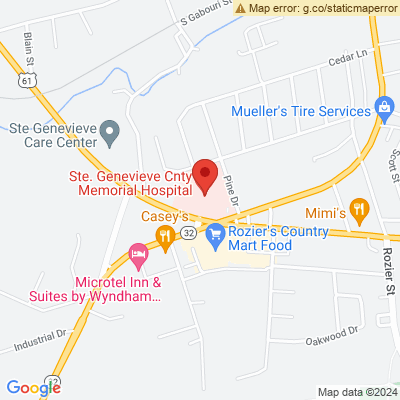 Map error: g.co/staticmaperror
S Gabouri St
Blain St
Cedar Ln
61
Mueller's Tire Services
Ste Genevieve
Care Center
Scott St
Ste. Genevieve Cnty
Memorial Hospital
Pine Dr
Mimi's
Casey's
32
Rozier's Country
Mart Food
Rozier St
Microtel Inn &
Suites by Wyndham...
Industrial Dr
Oakwood Dr
32
Google
Map data ©2024